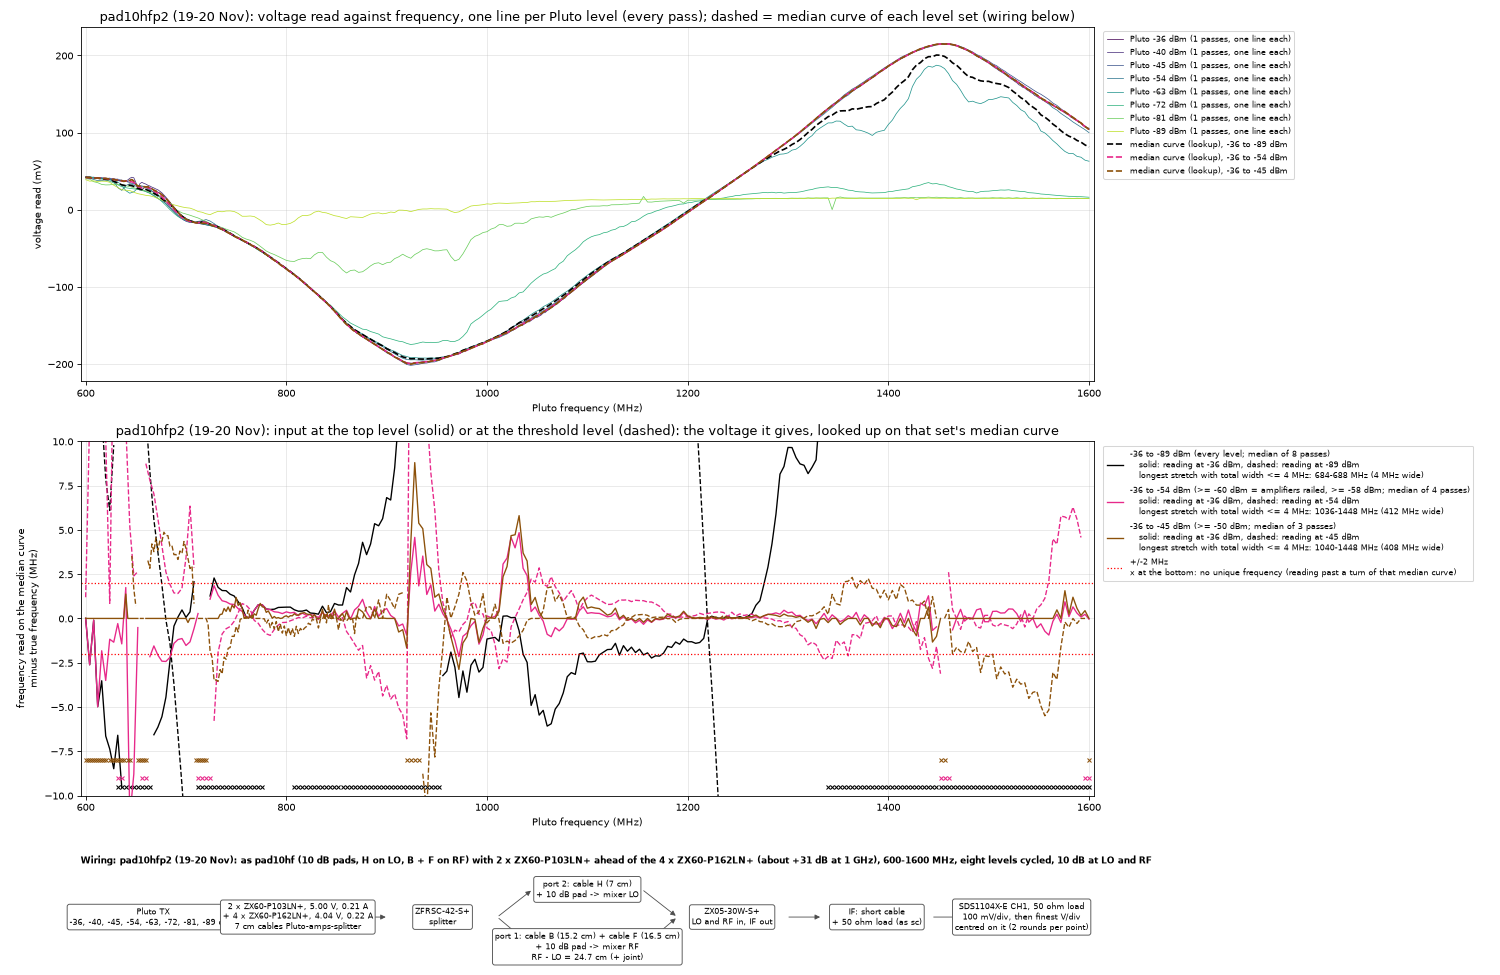 pad10hfp2 (19-20 Nov): voltage read against frequency, one line per Pluto level (every pass); dashed = median curve of each level set (wiring below)
voltage read (mV)
200
100
0
−100
−200
600
800
1000
1200
1400
1600
Pluto frequency (MHz)
Pluto -36 dBm (1 passes, one line each)
Pluto -40 dBm (1 passes, one line each)
Pluto -45 dBm (1 passes, one line each)
Pluto -54 dBm (1 passes, one line each)
Pluto -63 dBm (1 passes, one line each)
Pluto -72 dBm (1 passes, one line each)
Pluto -81 dBm (1 passes, one line each)
Pluto -89 dBm (1 passes, one line each)
median curve (lookup), -36 to -89 dBm
median curve (lookup), -36 to -54 dBm
median curve (lookup), -36 to -45 dBm
pad10hfp2 (19-20 Nov): input at the top level (solid) or at the threshold level (dashed): the voltage it gives, looked up on that set's median curve
frequency read on the median curve
minus true frequency (MHz)
10.0
7.5
5.0
2.5
0.0
−2.5
−5.0
−7.5
−10.0
600
800
1000
1200
1400
1600
Pluto frequency (MHz)
-36 to -89 dBm (every level; median of 8 passes)
solid: reading at -36 dBm, dashed: reading at -89 dBm
longest stretch with total width <= 4 MHz: 684-688 MHz (4 MHz wide)
-36 to -54 dBm (>= -60 dBm = amplifiers railed, >= -58 dBm; median of 4 passes)
solid: reading at -36 dBm, dashed: reading at -54 dBm
longest stretch with total width <= 4 MHz: 1036-1448 MHz (412 MHz wide)
-36 to -45 dBm (>= -50 dBm; median of 3 passes)
solid: reading at -36 dBm, dashed: reading at -45 dBm
longest stretch with total width <= 4 MHz: 1040-1448 MHz (408 MHz wide)
+/-2 MHz
x at the bottom: no unique frequency (reading past a turn of that median curve)
Wiring: pad10hfp2 (19-20 Nov): as pad10hf (10 dB pads, H on LO, B + F on RF) with 2 x ZX60-P103LN+ ahead of the 4 x ZX60-P162LN+ (about +31 dB at 1 GHz), 600-1600 MHz, eight levels cycled, 10 dB at LO and RF
Pluto TX
-36, -40, -45, -54, -63, -72, -81, -89
2 x ZX60-P103LN+, 5.00 V, 0.21 A
+ 4 x ZX60-P162LN+, 4.04 V, 0.22 A
7 cm cables Pluto-amps-splitter
ZFRSC-42-S+
splitter
port 2: cable H (7 cm)
+ 10 dB pad -> mixer LO
port 1: cable B (15.2 cm) + cable F (16.5 cm)
+ 10 dB pad -> mixer RF
RF - LO = 24.7 cm (+ joint)
ZX05-30W-S+
LO and RF in, IF out
IF: short cable
+ 50 ohm load (as sc)
SDS1104X-E CH1, 50 ohm load
100 mV/div, then finest V/div
centred on it (2 rounds per point)